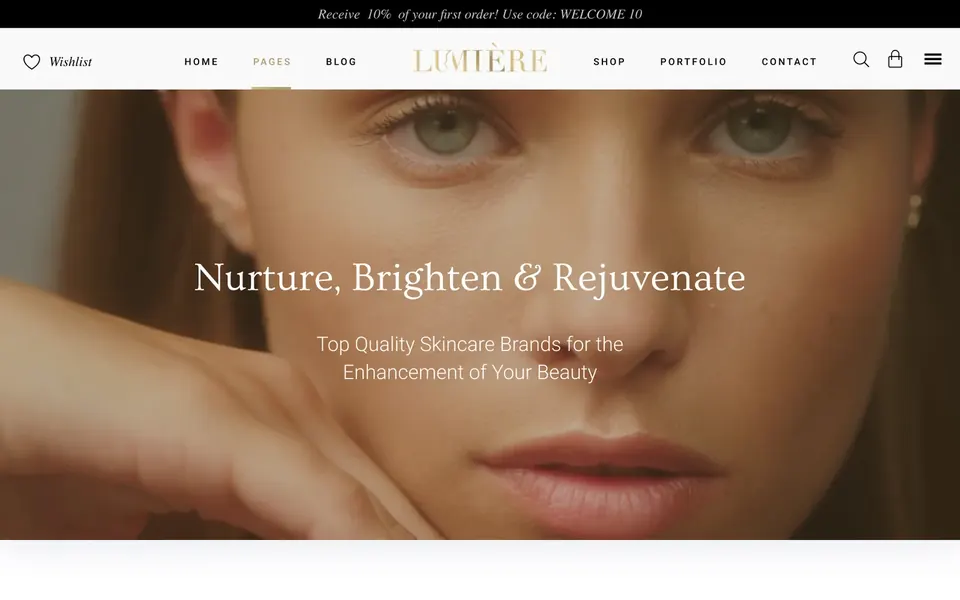 Receive 10% of your first order! Use code: WELCOME 10
Wishlist
HOME
PAGES
BLOG
LUMIÈRE
SHOP
PORTFOLIO
CONTACT
Nurture, Brighten & Rejuvenate
Top Quality Skincare Brands for the
Enhancement of Your Beauty